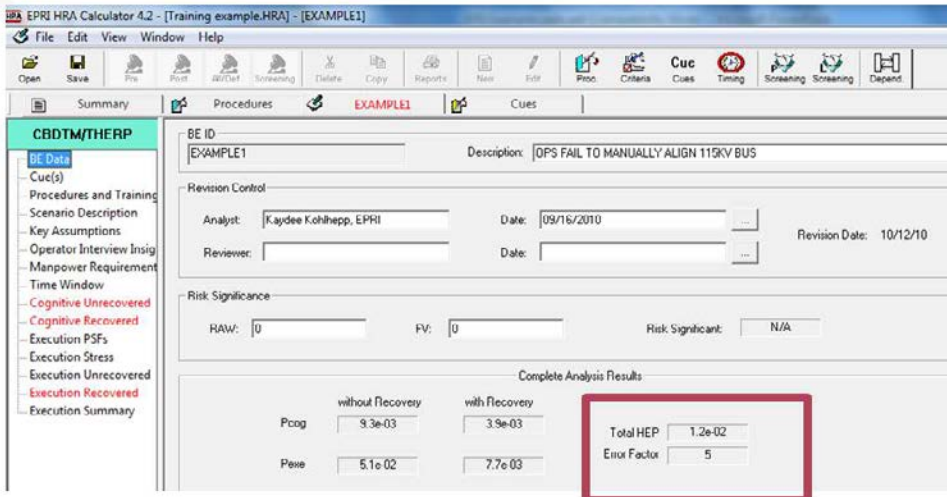 HRA EPRI HRA Calculator 4.2 - [Training example.HRA] - [EXAMPLE1]
File Edit View Window Help
Open Save Pre Post Alt/Def Screening Delete Copy Reports New Edit Proc. Criteria Cue Cues Timing Screening Screening Depend.
Summary Procedures EXAMPLE1 Cues
CBDTM/THERP
BE Data
Cue(s)
Procedures and Training
Scenario Description
Key Assumptions
Operator Interview Insig
Manpower Requirement
Time Window
Cognitive Unrecovered
Cognitive Recovered
Execution PSFs
Execution Stress
Execution Unrecovered
Execution Recovered
Execution Summary
BE ID
EXAMPLE1 Description: OPS FAIL TO MANUALLY ALIGN 115KV BUS
Revision Control
Analyst: Kaydee Kohlhepp, EPRI Date: 09/16/2010 ...
Revision Date: 10/12/10
Reviewer: Date: ...
Risk Significance
RAW: 0 FV: 0 Risk Significant: N/A
Complete Analysis Results
without Recovery with Recovery
Pcog 9.3e-03 3.9e-03
Total HEP 1.2e-02
Error Factor 5
Pexe 5.1e-02 7.7e-03